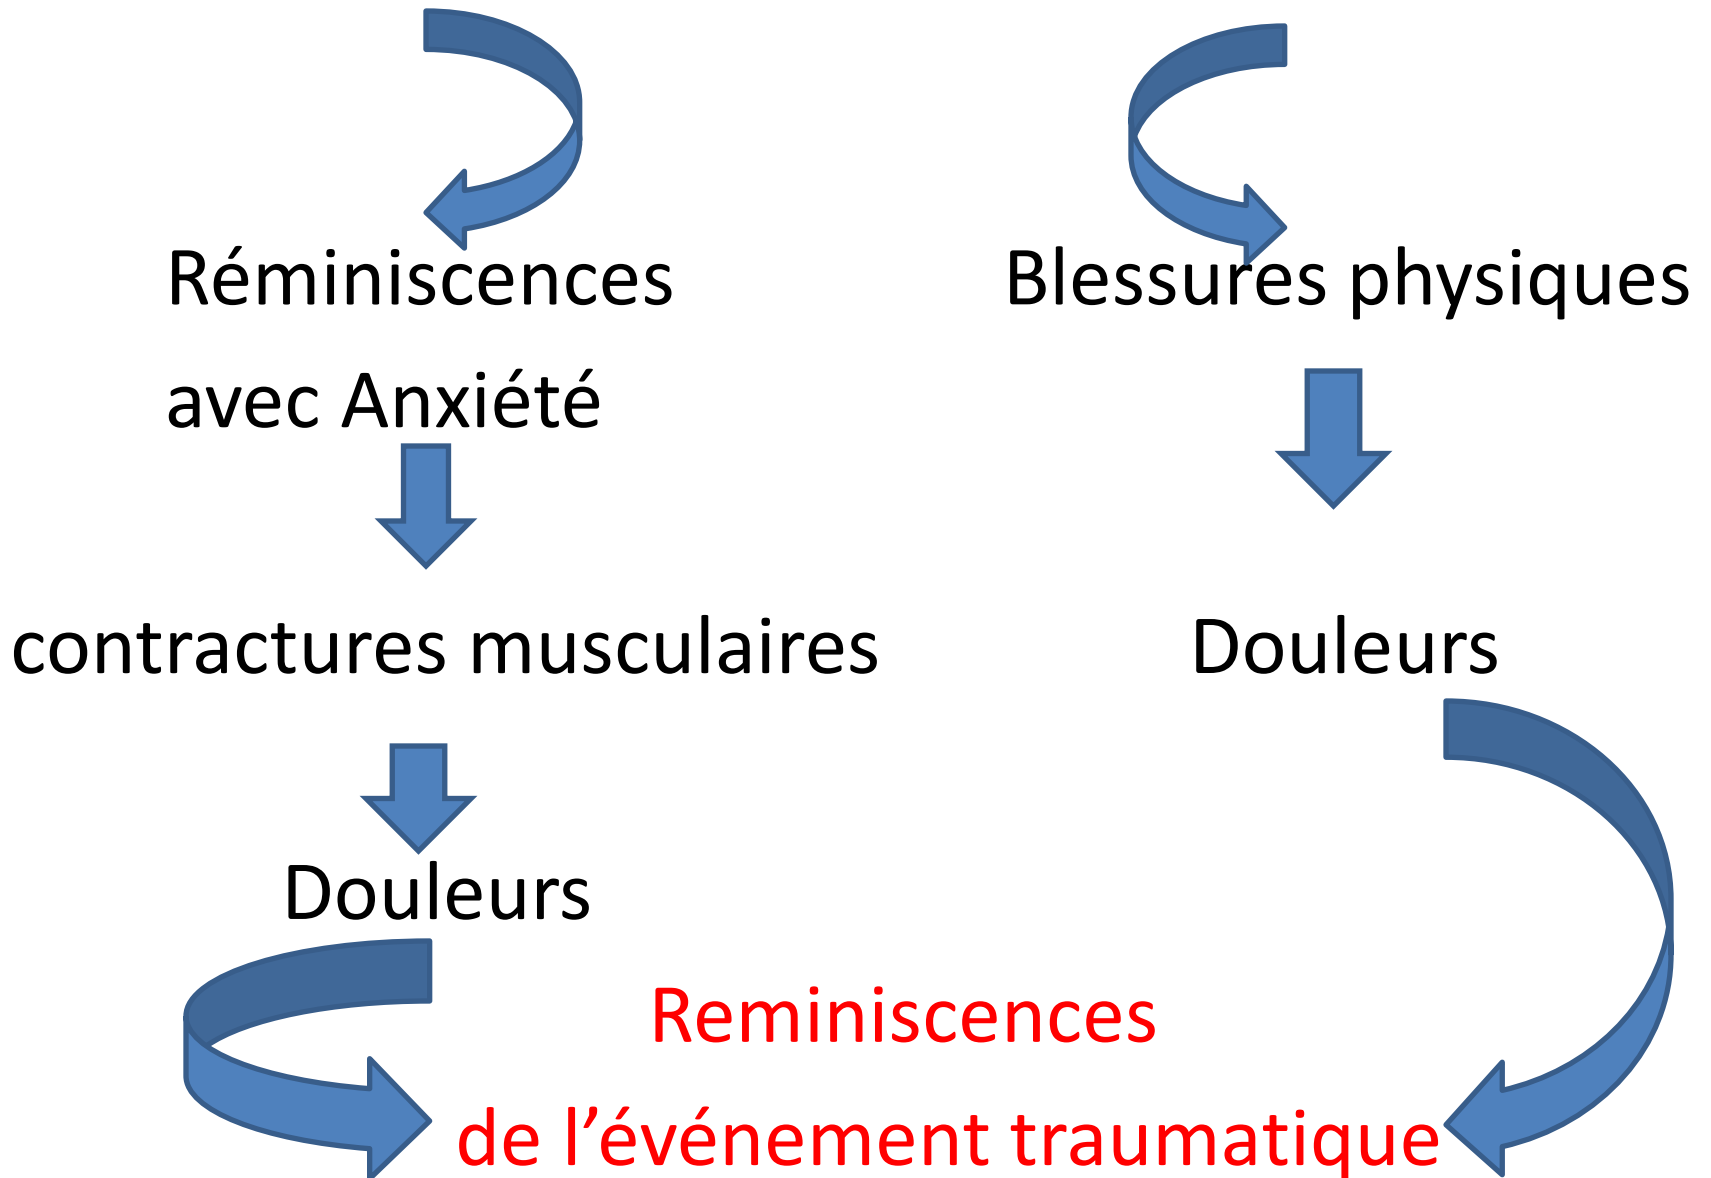 Réminiscences
avec Anxiété
Blessures physiques
contractures musculaires
Douleurs
Douleurs
Reminiscences
de l’événement traumatique